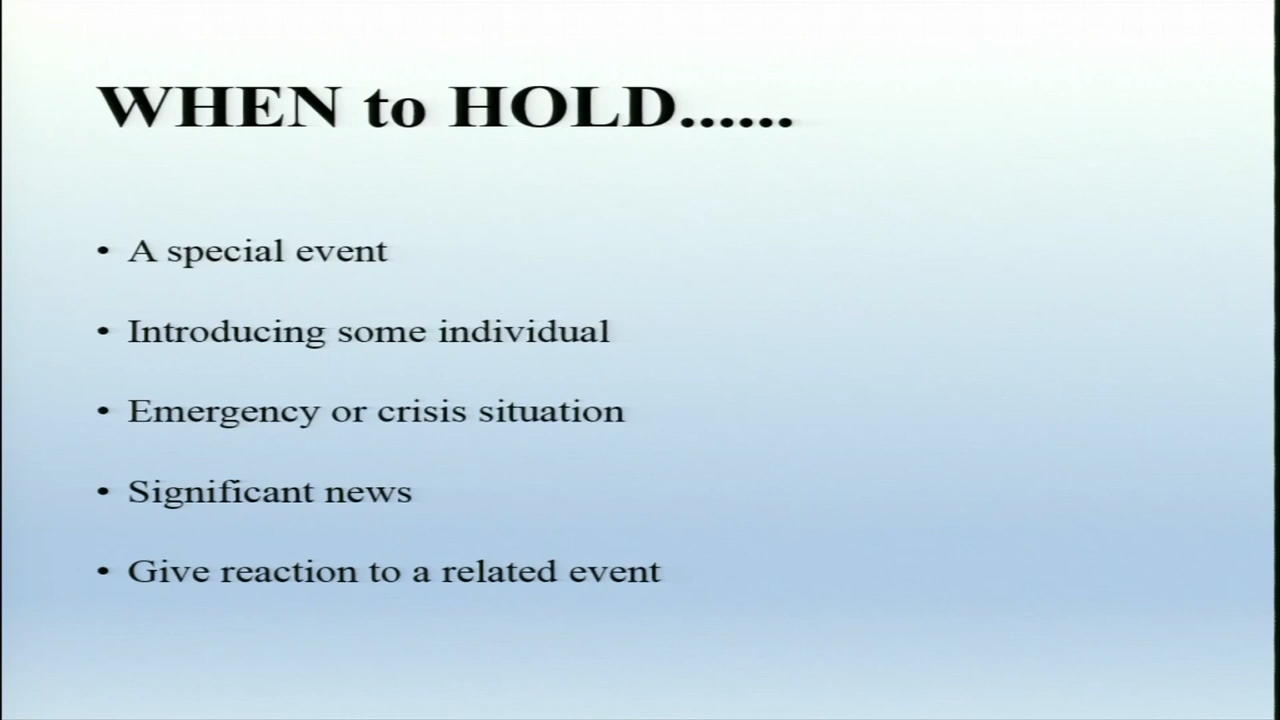 WHEN to HOLD......
• A special event
• Introducing some individual
• Emergency or crisis situation
• Significant news
• Give reaction to a related event